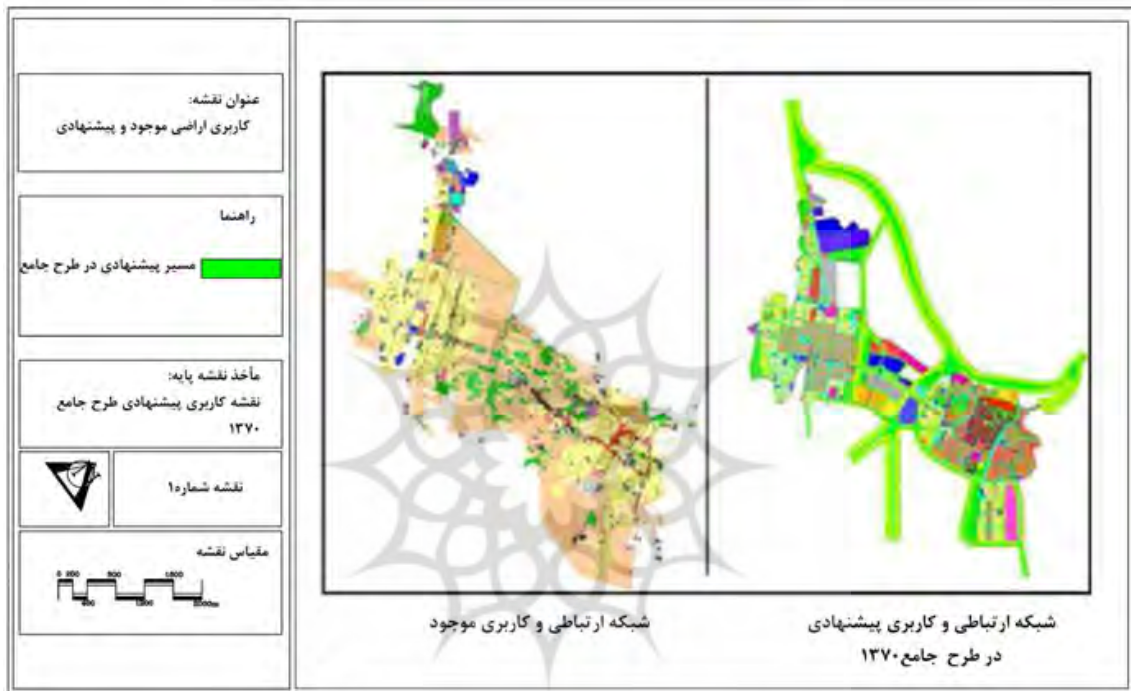 عنوان نقشه:
کاربری اراضی موجود و پیشنهادی
راهنما
مسیر پیشنهادی در طرح جامع
مأخذ نقشه پایه:
نقشه کاربری پیشنهادی طرح جامع
۱۳۷۰
نقشه شماره۱
مقیاس نقشه
شبکه ارتباطی و کاربری موجود
شبکه ارتباطی و کاربری پیشنهادی
در طرح جامع۱۳۷۰